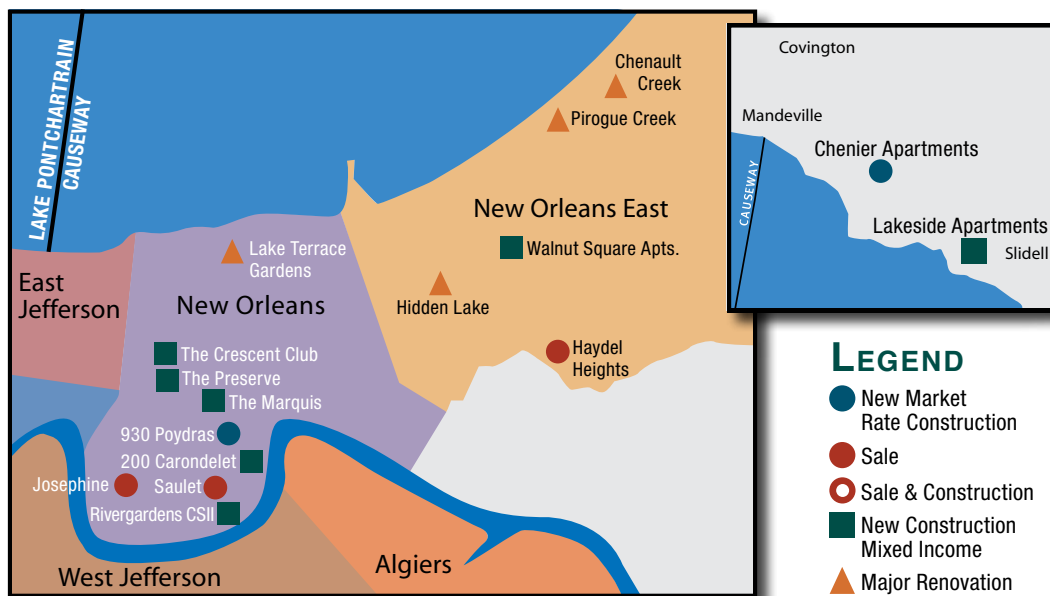 LAKE PONTCHARTRAIN
CAUSEWAY
Chenault
Creek
Pirogue Creek
New Orleans East
Walnut Square Apts.
Lake Terrace
Gardens
East
Jefferson
New Orleans
Hidden Lake
Haydel
Heights
The Crescent Club
The Preserve
The Marquis
930 Poydras
200 Carondelet
Josephine
Saulet
Rivergardens CSII
West Jefferson
Algiers
Covington
Mandeville
Chenier Apartments
CAUSEWAY
Lakeside Apartments
Slidell
LEGEND
New Market
Rate Construction
Sale
Sale & Construction
New Construction
Mixed Income
Major Renovation